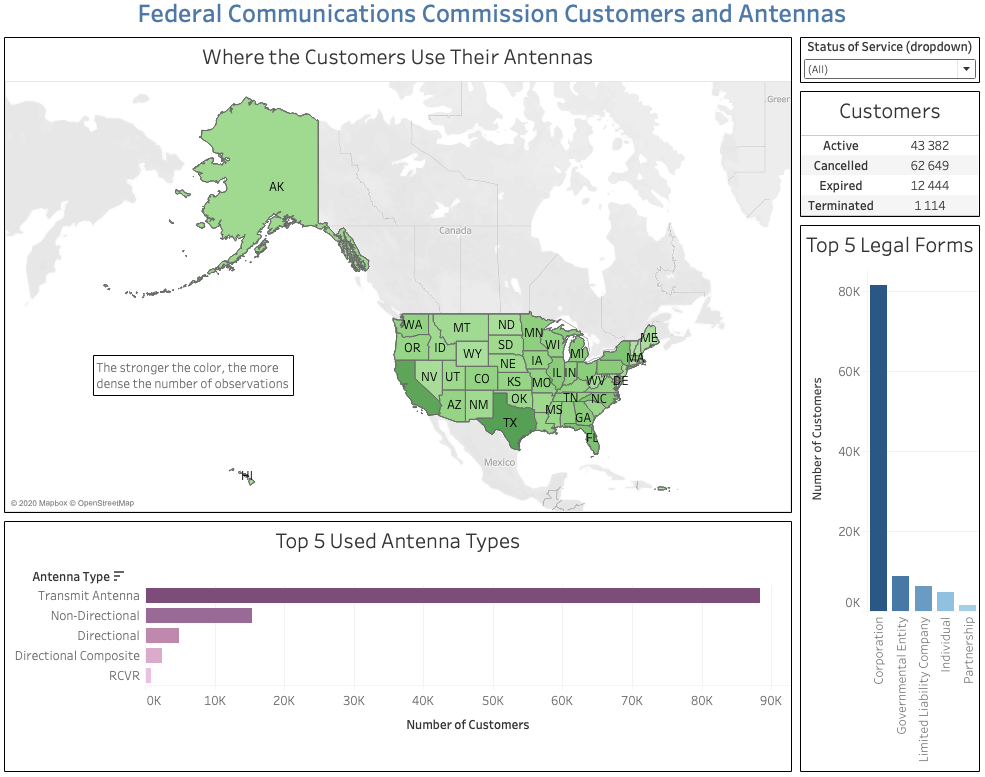 Federal Communications Commission Customers and Antennas
Where the Customers Use Their Antennas
Status of Service (dropdown)
(All)
Greer
AK
Canada
WA
MT
ND
MN
ME
OR
ID
SD
WI
MI
MA
WY
IA
NE
NV
UT
CO
IL
IN
WV
DE
KS
MO
AZ
NM
OK
TN
NC
TX
MS
GA
FL
Mexico
HI
The stronger the color, the more
dense the number of observations
© 2020 Mapbox © OpenStreetMap
Customers
Active 43 382
Cancelled 62 649
Expired 12 444
Terminated 1 114
Top 5 Legal Forms
80K
60K
40K
20K
0K
Number of Customers
Corporation
Governmental Entity
Limited Liability Company
Individual
Partnership
Top 5 Used Antenna Types
Antenna Type
Transmit Antenna
Non-Directional
Directional
Directional Composite
RCVR
0K 10K 20K 30K 40K 50K 60K 70K 80K 90K
Number of Customers